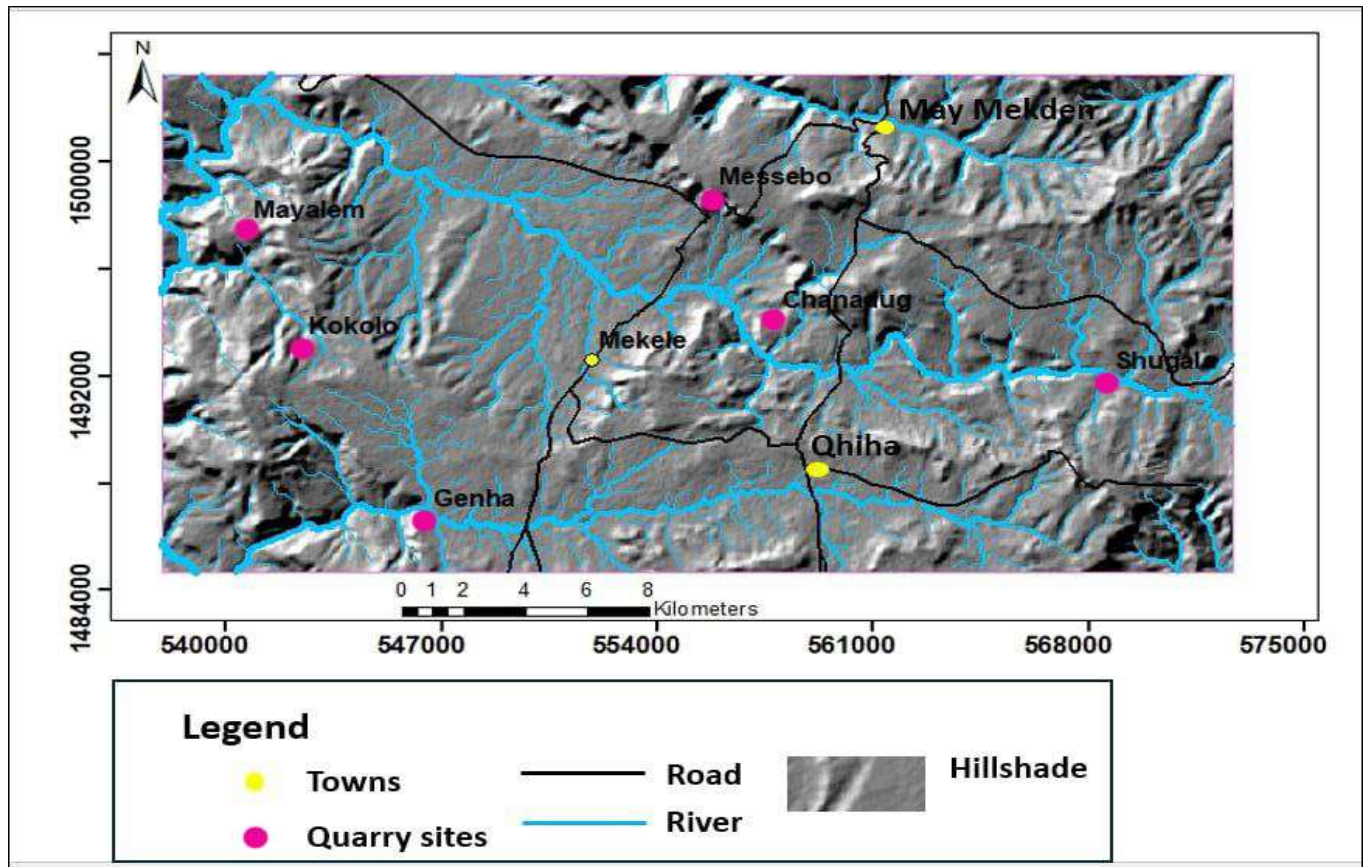 N
May Mekden
1500000
Messebo
Mayalem
Chanadug
Kokolo
Mekele
Shugala
1492000
Qhiha
Genha
0 1 2 4 6 8
Kilometers
1484000
540000 547000 554000 561000 568000 575000
Legend
Towns
Road
Hillshade
Quarry sites
River